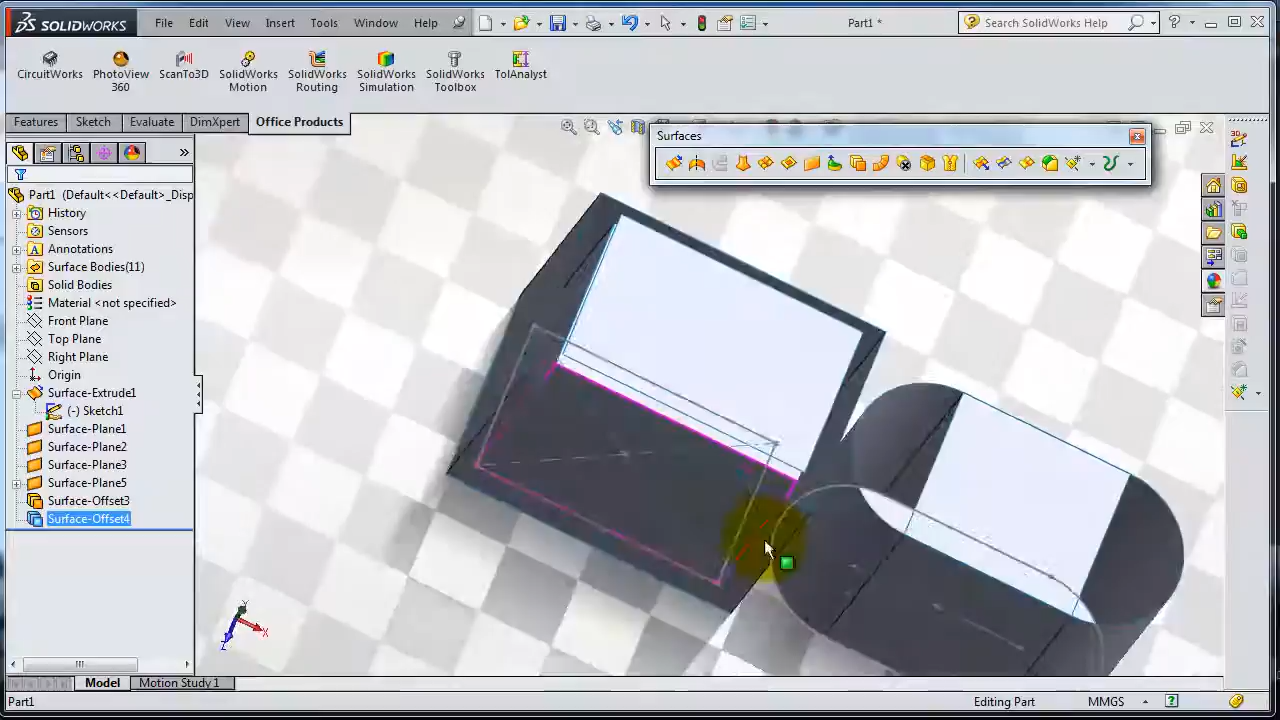 SOLIDWORKS File Edit View Insert Tools Window Help Part1 * Search SolidWorks Help
CircuitWorks PhotoView 360 ScanTo3D SolidWorks Motion SolidWorks Routing SolidWorks Simulation SolidWorks Toolbox TolAnalyst
Features Sketch Evaluate DimXpert Office Products
Surfaces
Part1 (Default<<Default>_Disp
History
Sensors
Annotations
Surface Bodies(11)
Solid Bodies
Material <not specified>
Front Plane
Top Plane
Right Plane
Origin
Surface-Extrude1
(-) Sketch1
Surface-Plane1
Surface-Plane2
Surface-Plane3
Surface-Plane5
Surface-Offset3
Surface-Offset4
Y
X
Z
Model Motion Study 1
Part1 Editing Part MMGS